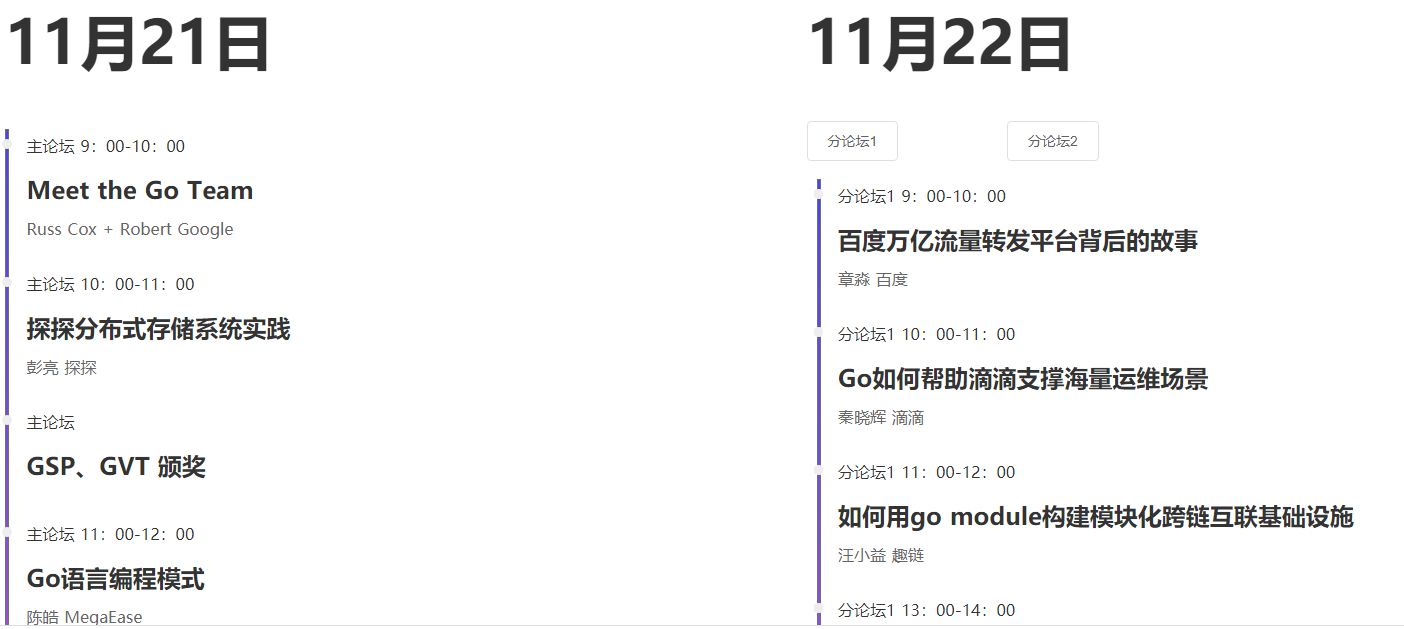 11月21日
主论坛 9：00-10：00
Meet the Go Team
Russ Cox + Robert Google
主论坛 10：00-11：00
探探分布式存储系统实践
彭亮 探探
主论坛
GSP、GVT 颁奖
主论坛 11：00-12：00
Go语言编程模式
陈皓 MegaEase
11月22日
分论坛1
分论坛2
分论坛1 9：00-10：00
百度万亿流量转发平台背后的故事
章淼 百度
分论坛1 10：00-11：00
Go如何帮助滴滴支撑海量运维场景
秦晓辉 滴滴
分论坛1 11：00-12：00
如何用go module构建模块化跨链互联基础设施
汪小益 趣链
分论坛1 13：00-14：00